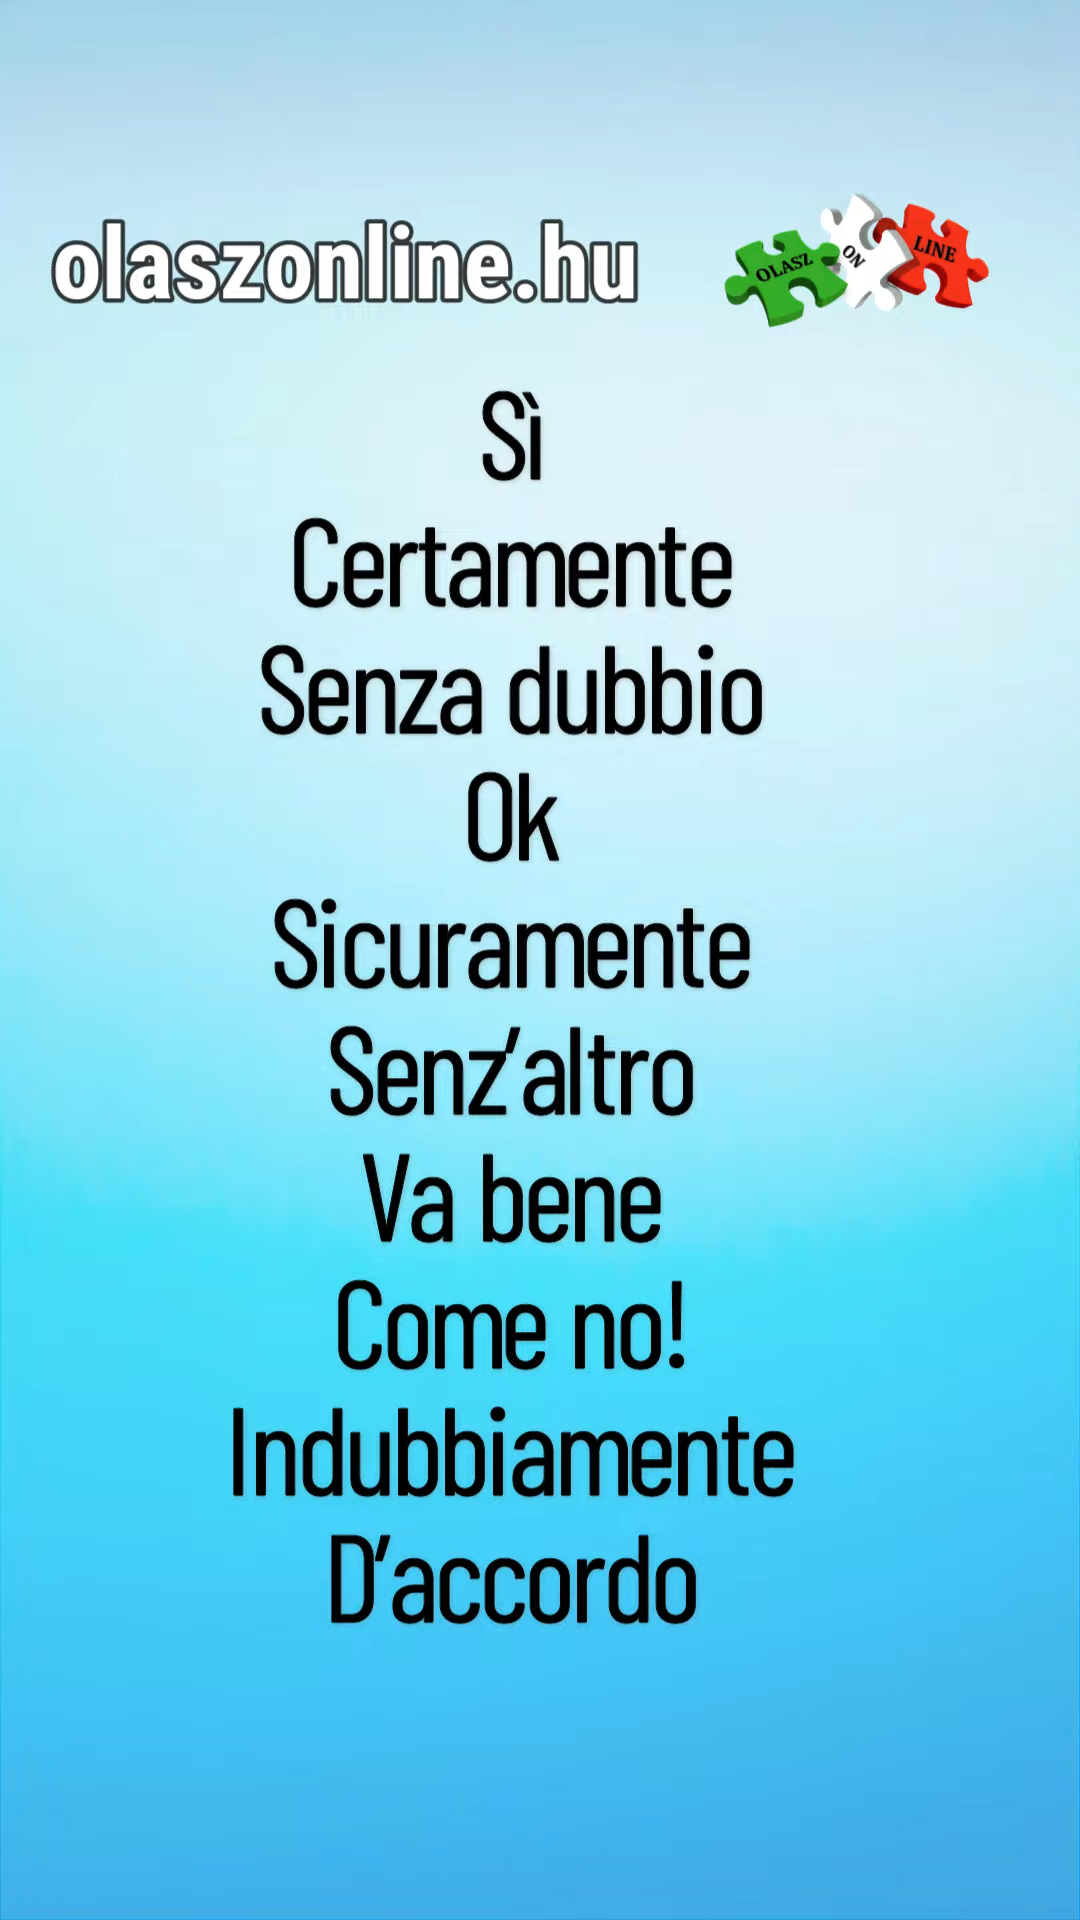 olaszonline.hu
OLASZ ON LINE
Sì
Certamente
Senza dubbio
Ok
Sicuramente
Senz’altro
Va bene
Come no!
Indubbiamente
D’accordo